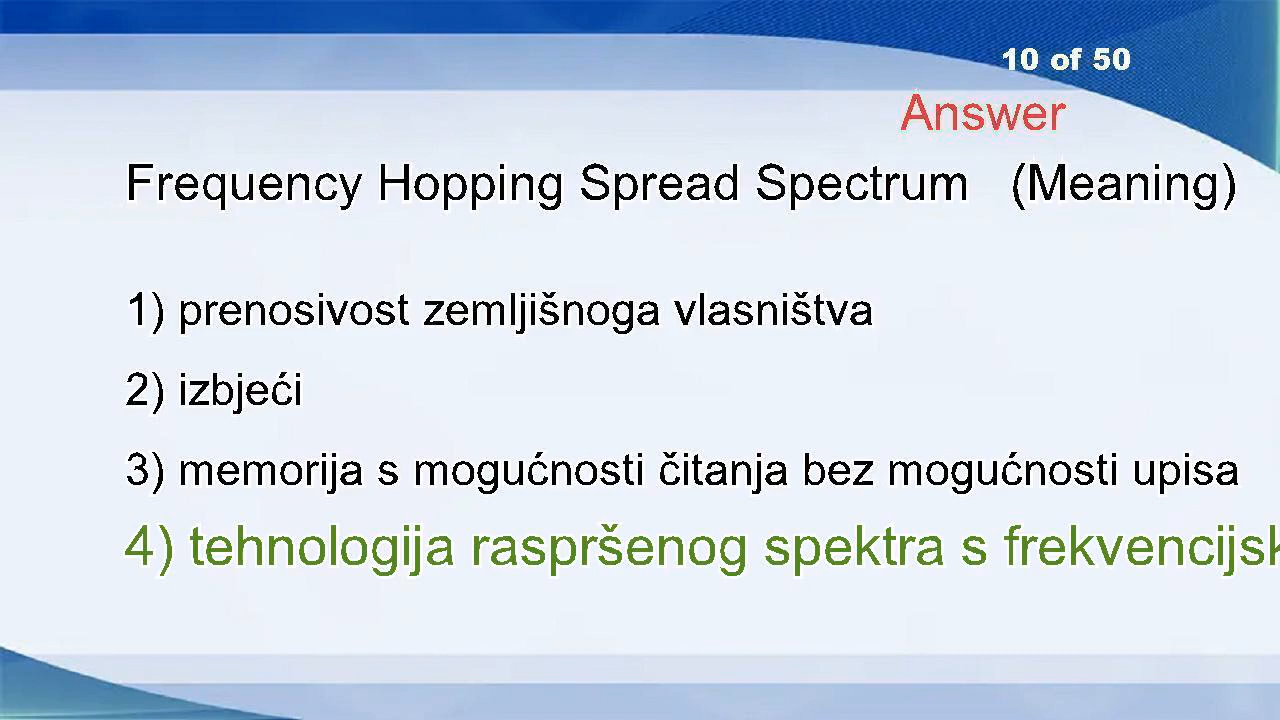 10 of 50
Answer
Frequency Hopping Spread Spectrum (Meaning)
1) prenosivost zemljišnoga vlasništva
2) izbjeći
3) memorija s mogućnosti čitanja bez mogućnosti upisa
4) tehnologija raspršenog spektra s